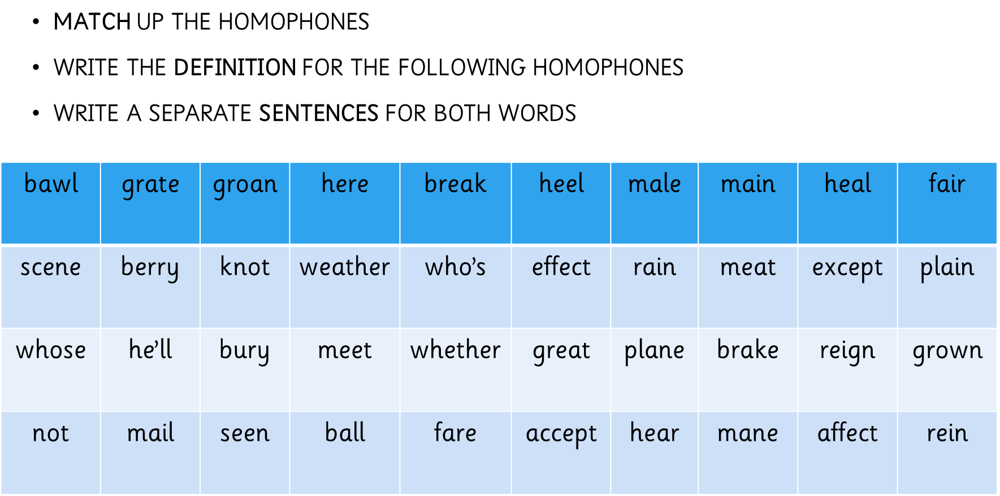 • MATCH UP THE HOMOPHONES
• WRITE THE DEFINITION FOR THE FOLLOWING HOMOPHONES
• WRITE A SEPARATE SENTENCES FOR BOTH WORDS
bawl grate groan here break heel male main heal fair
scene berry knot weather who’s effect rain meat except plain
whose he’ll bury meet whether great plane brake reign grown
not mail seen ball fare accept hear mane affect rein